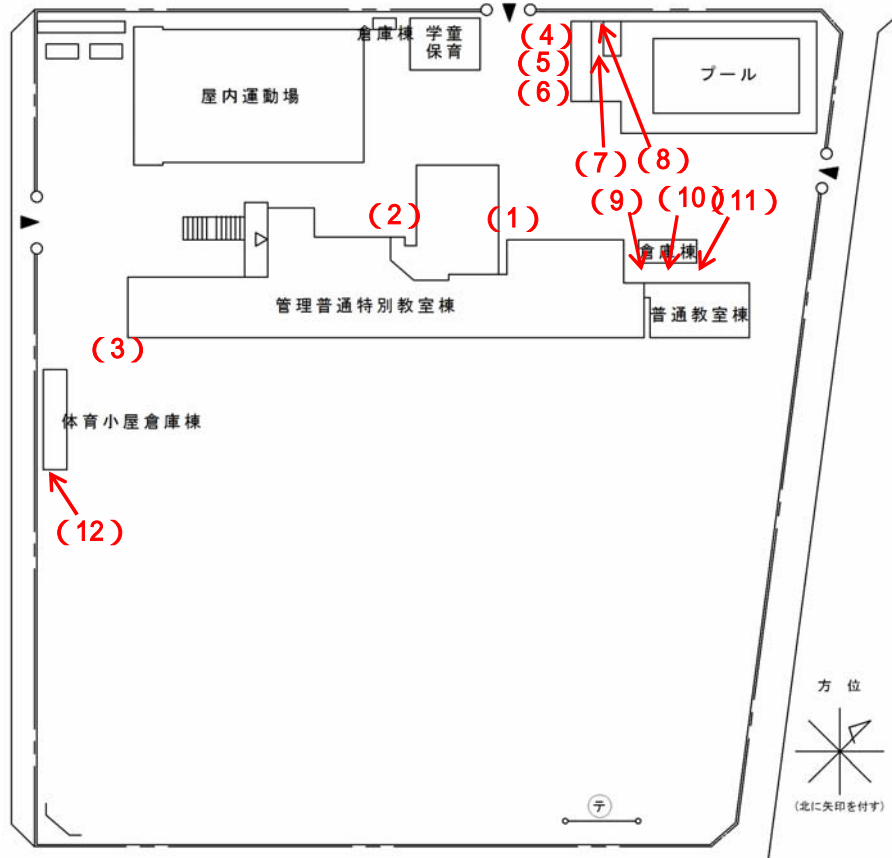 倉庫棟
学童
保育
屋内運動場
プール
(4)
(5)
(6)
(7)
(8)
(9)
(10)
(11)
(2)
(1)
倉庫棟
管理普通特別教室棟
普通教室棟
(3)
体育小屋倉庫棟
(12)
方 位
(北に矢印を付す)
テ